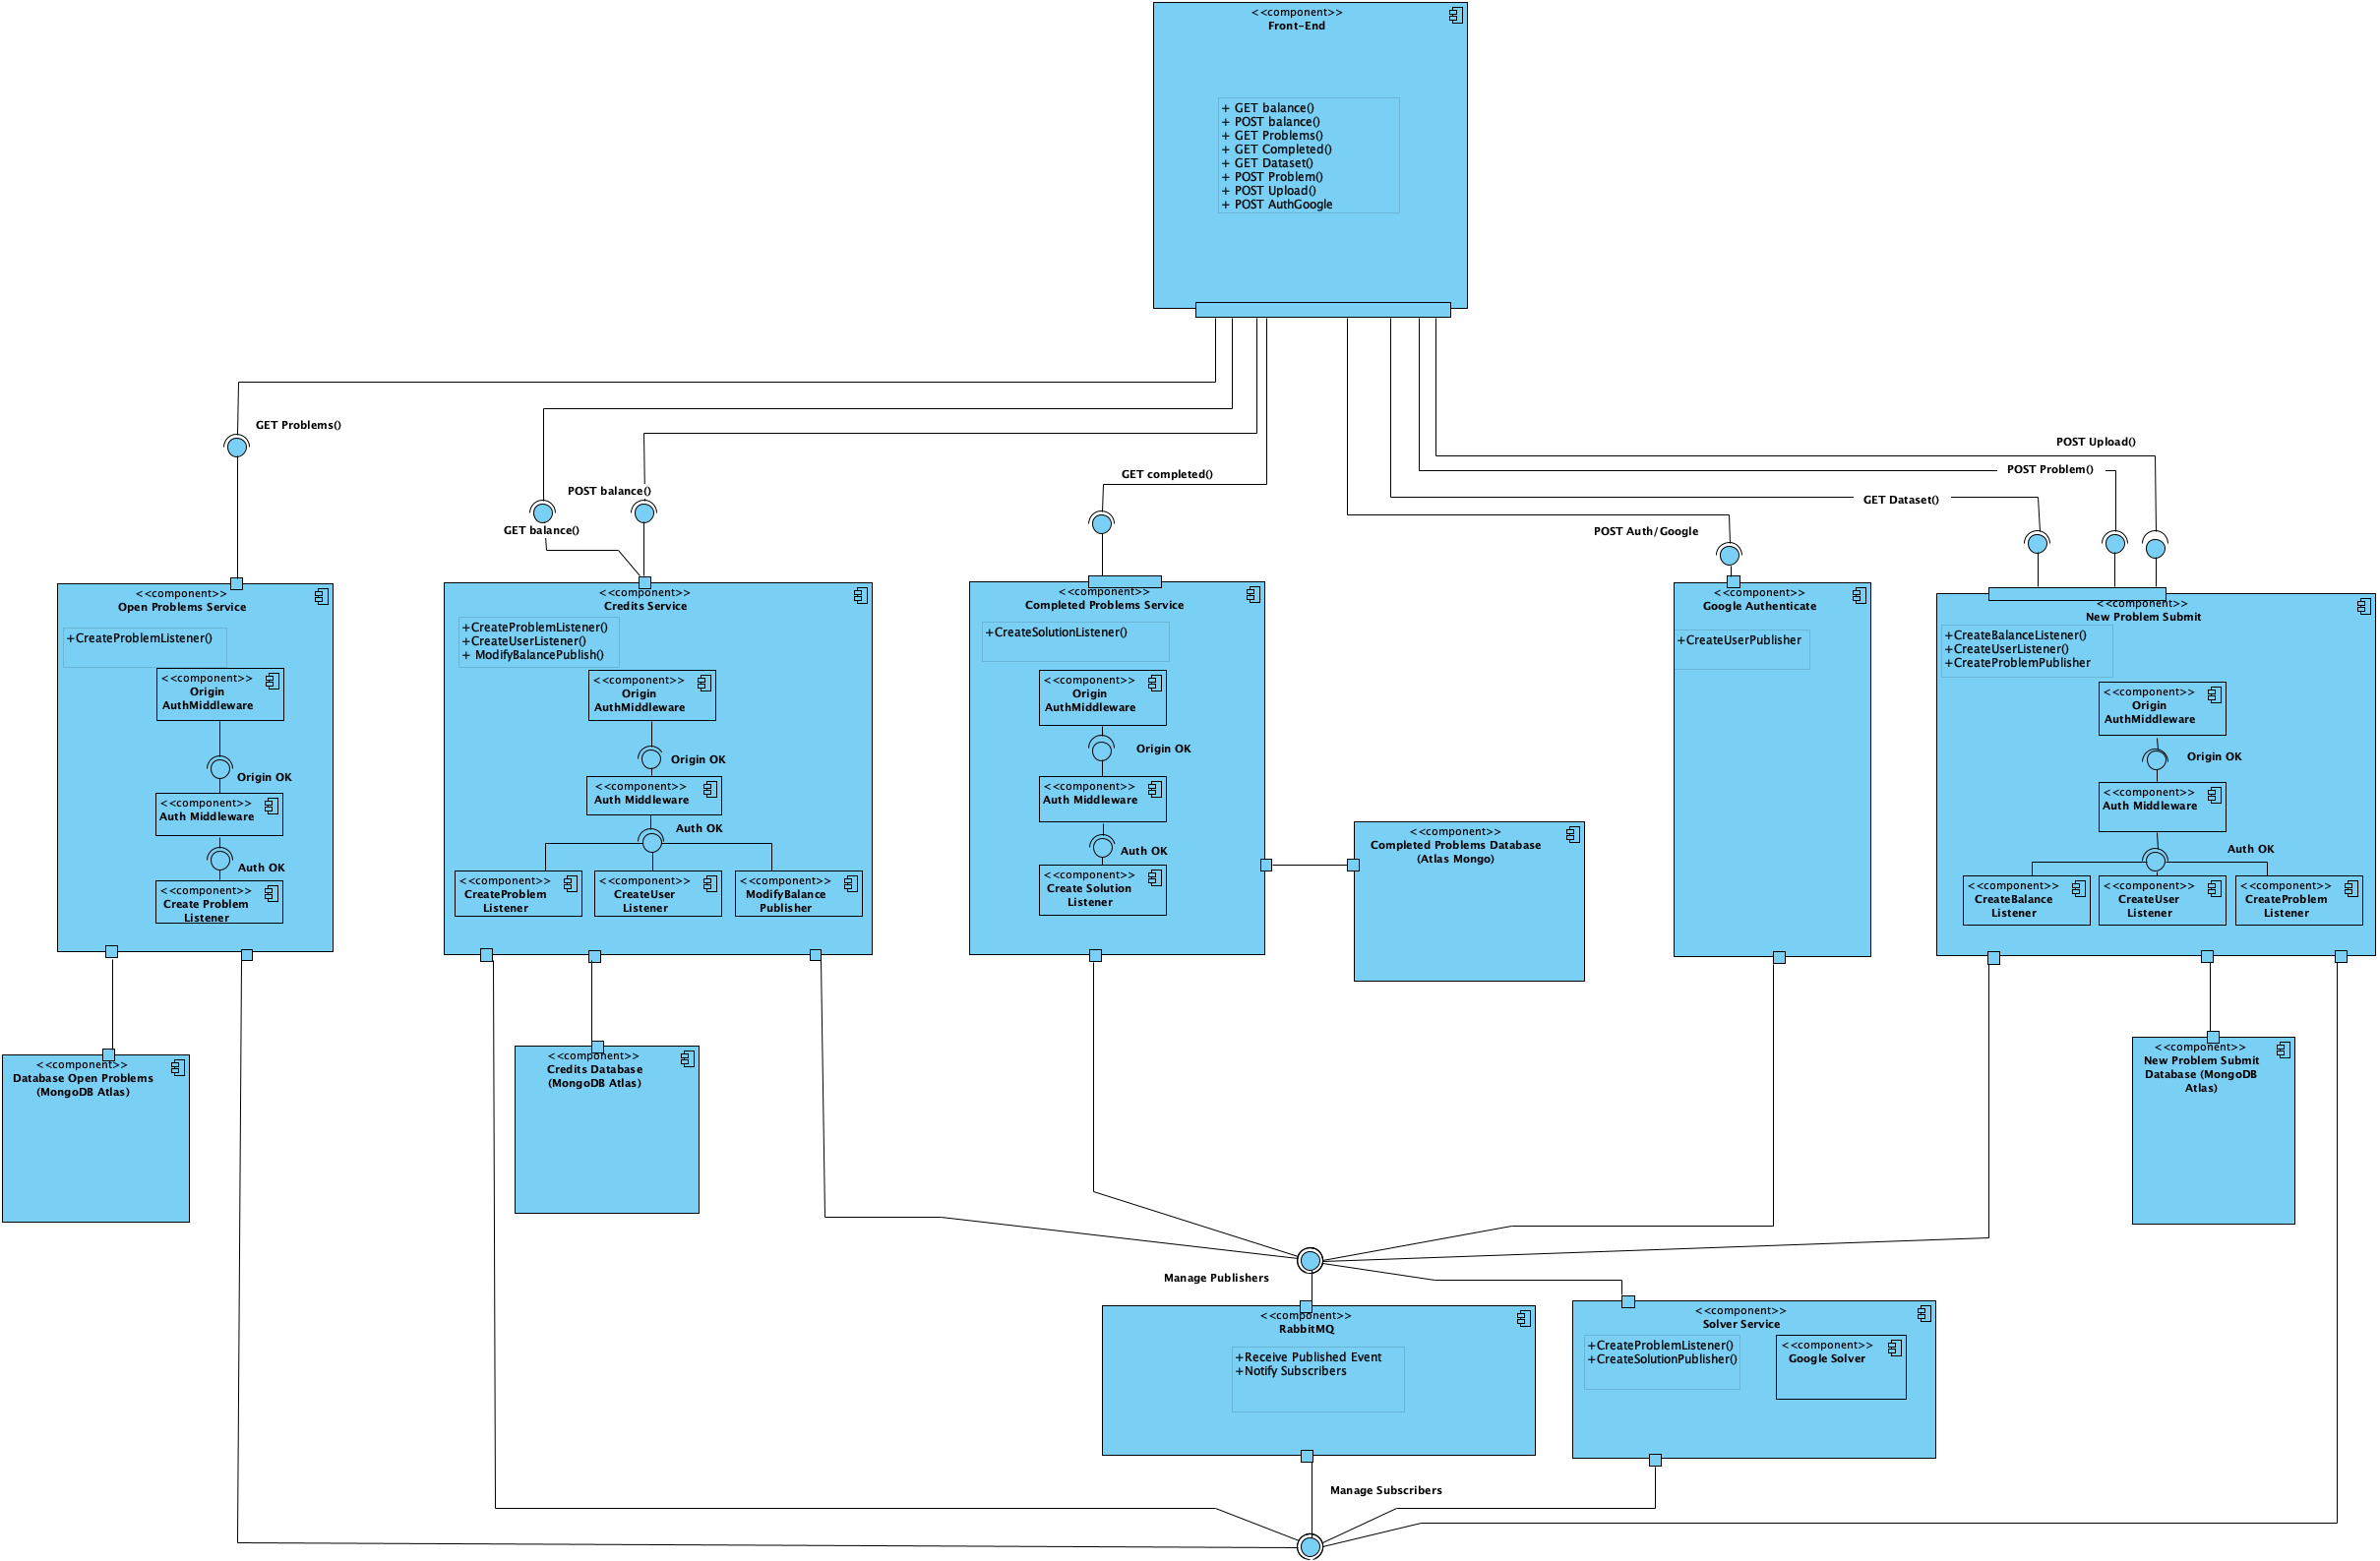 <<component>>
Front-End
+ GET balance()
+ POST balance()
+ GET Problems()
+ GET Completed()
+ GET Dataset()
+ POST Problem()
+ POST Upload()
+ POST AuthGoogle
GET Problems()
POST balance()
GET balance()
GET completed()
POST Auth/Google
GET Dataset()
POST Problem()
POST Upload()
<<component>>
Open Problems Service
+CreateProblemListener()
<<component>>
Origin
AuthMiddleware
Origin OK
<<component>>
Auth Middleware
Auth OK
<<component>>
Create Problem
Listener
<<component>>
Credits Service
+CreateProblemListener()
+CreateUserListener()
+ ModifyBalancePublish()
<<component>>
Origin
AuthMiddleware
Origin OK
<<component>>
Auth Middleware
Auth OK
<<component>>
CreateProblem
Listener
<<component>>
CreateUser
Listener
<<component>>
ModifyBalance
Publisher
<<component>>
Completed Problems Service
+CreateSolutionListener()
<<component>>
Origin
AuthMiddleware
Origin OK
<<component>>
Auth Middleware
Auth OK
<<component>>
Create Solution
Listener
<<component>>
Completed Problems Database
(Atlas Mongo)
<<component>>
Google Authenticate
+CreateUserPublisher
<<component>>
New Problem Submit
+CreateBalanceListener()
+CreateUserListener()
+CreateProblemPublisher
<<component>>
Origin
AuthMiddleware
Origin OK
<<component>>
Auth Middleware
Auth OK
<<component>>
CreateBalance
Listener
<<component>>
CreateUser
Listener
<<component>>
CreateProblem
Listener
<<component>>
Database Open Problems
(MongoDB Atlas)
<<component>>
Credits Database
(MongoDB Atlas)
<<component>>
New Problem Submit
Database (MongoDB
Atlas)
Manage Publishers
<<component>>
RabbitMQ
+Receive Published Event
+Notify Subscribers
<<component>>
Solver Service
+CreateProblemListener()
+CreateSolutionPublisher()
<<component>>
Google Solver
Manage Subscribers